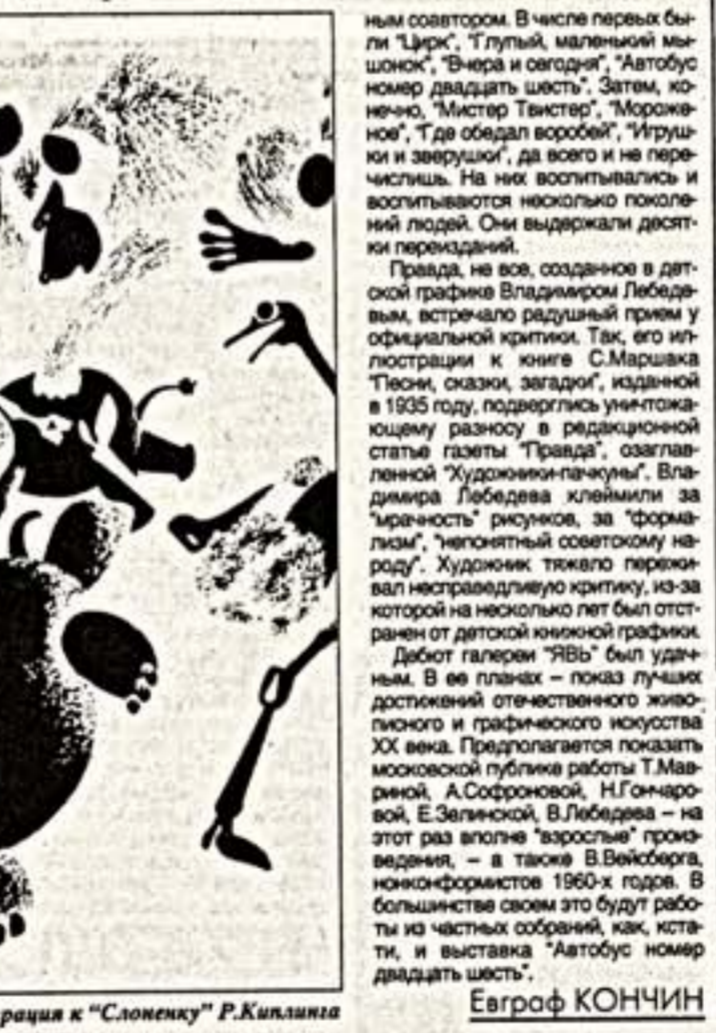 ным соавтором. В числе первых бы-
ли "Цирк", "Глупый, маленький мы-
шонок", "Вчера и сегодня", "Автобус
номер двадцать шесть". Затем, ко-
нечно, "Мистер Твистер", "Мороже-
ное", "Где обедал воробей", "Игруш-
ки и зверушки", да всего и не пере-
числишь. На них воспитывались и
воспитываются несколько поколе-
ний людей. Они выдержали десят-
ки переизданий.
Правда, не все, созданное в дет-
ской графике Владимиром Лебеде-
вым, встречало радушный прием у
официальной критики. Так, его ил-
люстрации к книге С.Маршака
"Песни, сказки, загадки", изданной
в 1935 году, подверглись уничтожа-
ющему разносу в редакционной
статье газеты "Правда", озаглав-
ленной "Художники-пачкуны". Вла-
димира Лебедева клеймили за
"мрачность" рисунков, за "форма-
лизм", "непонятный советскому на-
роду". Художник тяжело пережи-
вал несправедливую критику, из-за
которой на несколько лет был отст-
ранен от детской книжной графики.
Дебют галереи "ЯВЬ" был удач-
ным. В ее планах – показ лучших
достижений отечественного живо-
писного и графического искусства
XX века. Предполагается показать
московской публике работы Т.Мав-
риной, А.Софроновой, Н.Гончаро-
вой, Е.Зелинской, В.Лебедева – на
этот раз вполне "взрослые" произ-
ведения, – а также В.Вейсберга,
нонконформистов 1960-х годов. В
большинстве своем это будут рабо-
ты из частных собраний, как, кста-
ти, и выставка "Автобус номер
двадцать шесть".
Евграф КОНЧИН
рация к "Слоненку" Р.Киплинга